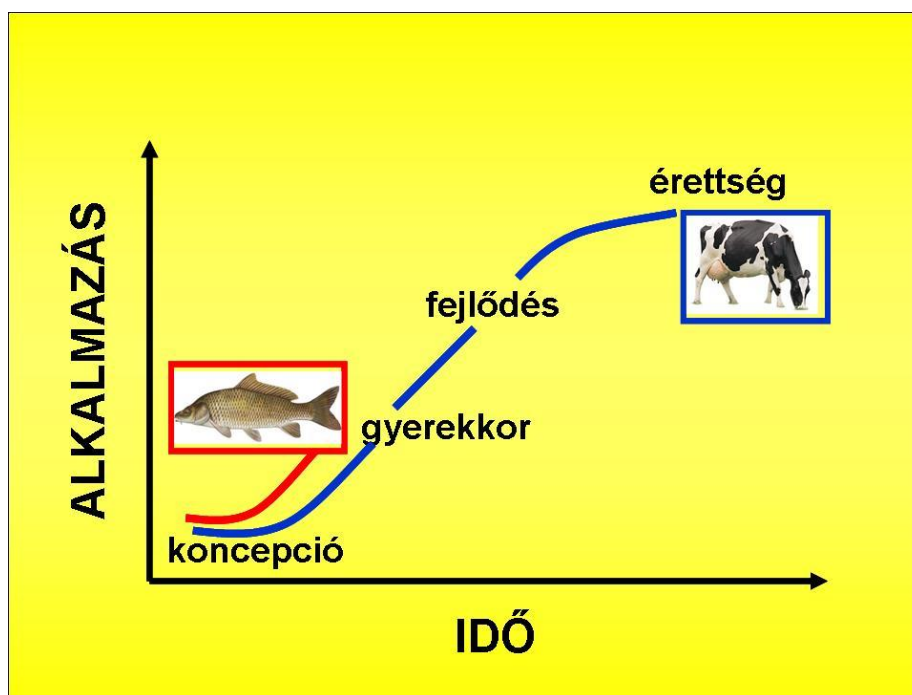 érettség
fejlődés
gyerekkor
koncepció
ALKALMAZÁS
IDŐ